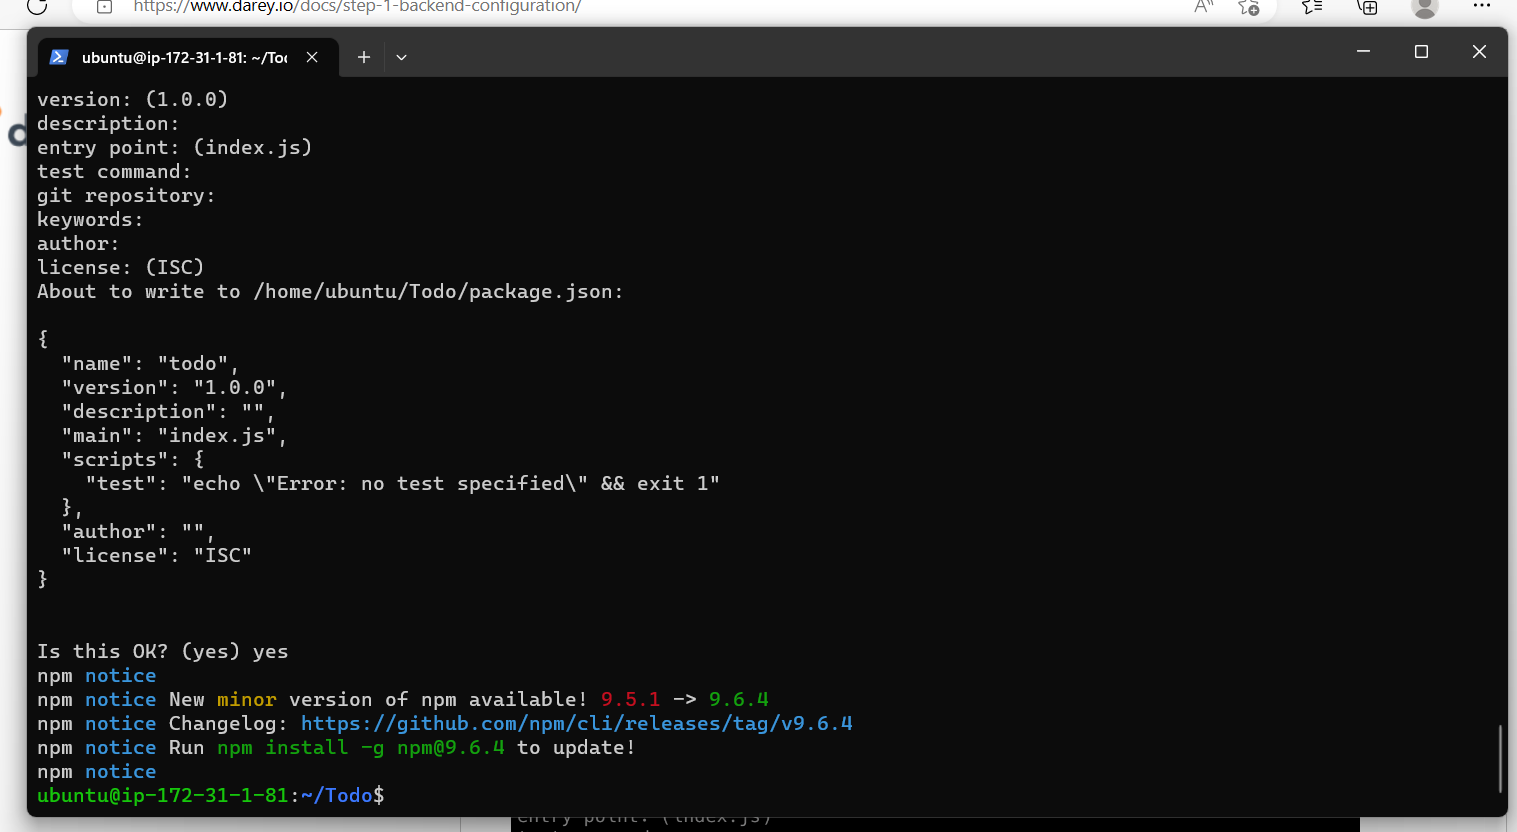 https://www.darey.io/docs/step-1-backend-configuration/
ubuntu@ip-172-31-1-81: ~/Too
version: (1.0.0)
description:
entry point: (index.js)
test command:
git repository:
keywords:
author:
license: (ISC)
About to write to /home/ubuntu/Todo/package.json:
{
"name": "todo",
"version": "1.0.0",
"description": "",
"main": "index.js",
"scripts": {
"test": "echo \"Error: no test specified\" && exit 1"
},
"author": "",
"license": "ISC"
}
Is this OK? (yes) yes
npm notice
npm notice New minor version of npm available! 9.5.1 -> 9.6.4
npm notice Changelog: https://github.com/npm/cli/releases/tag/v9.6.4
npm notice Run npm install -g npm@9.6.4 to update!
npm notice
ubuntu@ip-172-31-1-81:~/Todo$
entry point: (index.js)